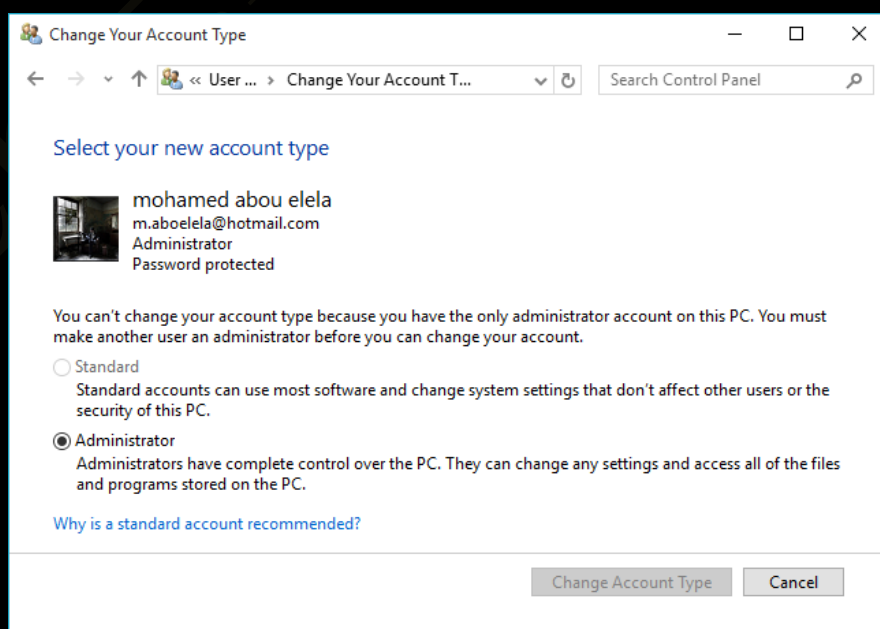 Change Your Account Type
« User ... › Change Your Account T...
Search Control Panel
Select your new account type
mohamed abou elela
m.aboelela@hotmail.com
Administrator
Password protected
You can't change your account type because you have the only administrator account on this PC. You must
make another user an administrator before you can change your account.
Standard
Standard accounts can use most software and change system settings that don't affect other users or the
security of this PC.
Administrator
Administrators have complete control over the PC. They can change any settings and access all of the files
and programs stored on the PC.
Why is a standard account recommended?
Change Account Type
Cancel